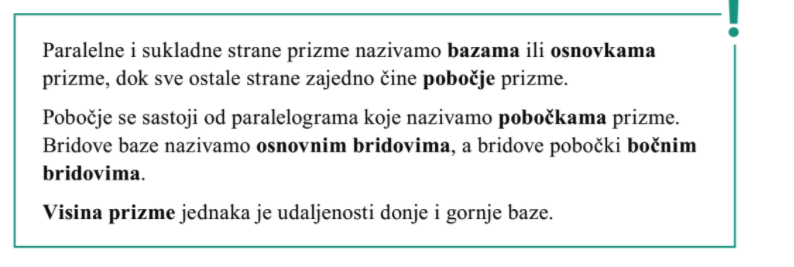 Paralelne i sukladne strane prizme nazivamo bazama ili osnovkama
prizme, dok sve ostale strane zajedno čine pobočje prizme.
Pobočje se sastoji od paralelograma koje nazivamo pobočkama prizme.
Bridove baze nazivamo osnovnim bridovima, a bridove pobočki bočnim
bridovima.
Visina prizme jednaka je udaljenosti donje i gornje baze.
!